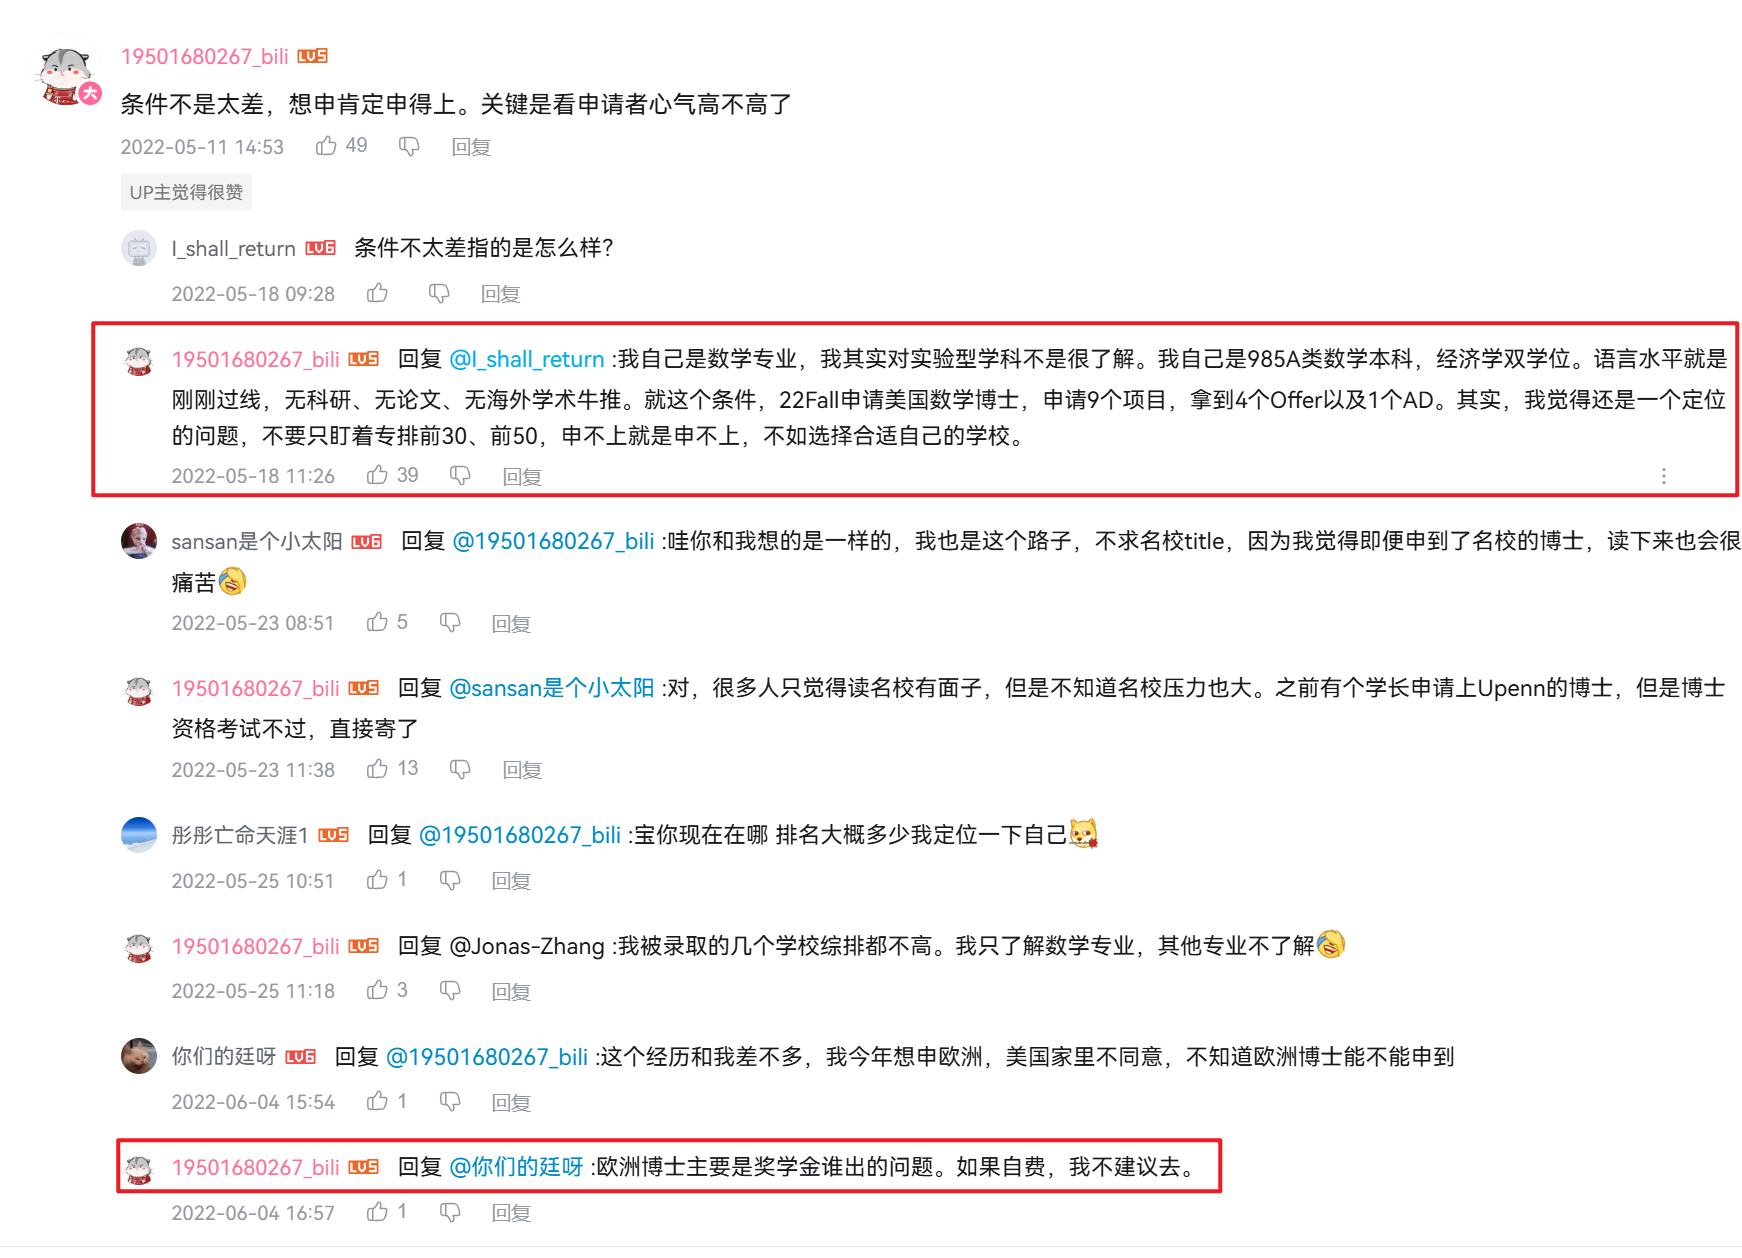 19501680267_bili LV5
条件不是太差，想申肯定申得上。关键是看申请者心气高不高了
2022-05-11 14:53 49 回复
UP主觉得很赞
I_shall_return LV6 条件不太差指的是怎么样？
2022-05-18 09:28 回复
19501680267_bili LV5 回复 @I_shall_return :我自己是数学专业，我其实对实验型学科不是很了解。我自己是985A类数学本科，经济学双学位。语言水平就是
刚刚过线，无科研、无论文、无海外学术牛推。就这个条件，22Fall申请美国数学博士，申请9个项目，拿到4个Offer以及1个AD。其实，我觉得还是一个定位
的问题，不要只盯着专排前30、前50，申不上就是申不上，不如选择合适自己的学校。
2022-05-18 11:26 39 回复
sansan是个小太阳 LV6 回复 @19501680267_bili :哇你和我想的是一样的，我也是这个路子，不求名校title，因为我觉得即便申到了名校的博士，读下来也会很
痛苦
2022-05-23 08:51 5 回复
19501680267_bili LV5 回复 @sansan是个小太阳 :对，很多人只觉得读名校有面子，但是不知道名校压力也大。之前有个学长申请上Upenn的博士，但是博士
资格考试不过，直接寄了
2022-05-23 11:38 13 回复
彤彤亡命天涯1 LV5 回复 @19501680267_bili :宝你现在在哪 排名大概多少我定位一下自己
2022-05-25 10:51 1 回复
19501680267_bili LV5 回复 @Jonas-Zhang :我被录取的几个学校综排都不高。我只了解数学专业，其他专业不了解
2022-05-25 11:18 3 回复
你们的廷呀 LV6 回复 @19501680267_bili :这个经历和我差不多，我今年想申欧洲，美国家里不同意，不知道欧洲博士能不能申到
2022-06-04 15:54 1 回复
19501680267_bili LV5 回复 @你们的廷呀 :欧洲博士主要是奖学金谁出的问题。如果自费，我不建议去。
2022-06-04 16:57 1 回复